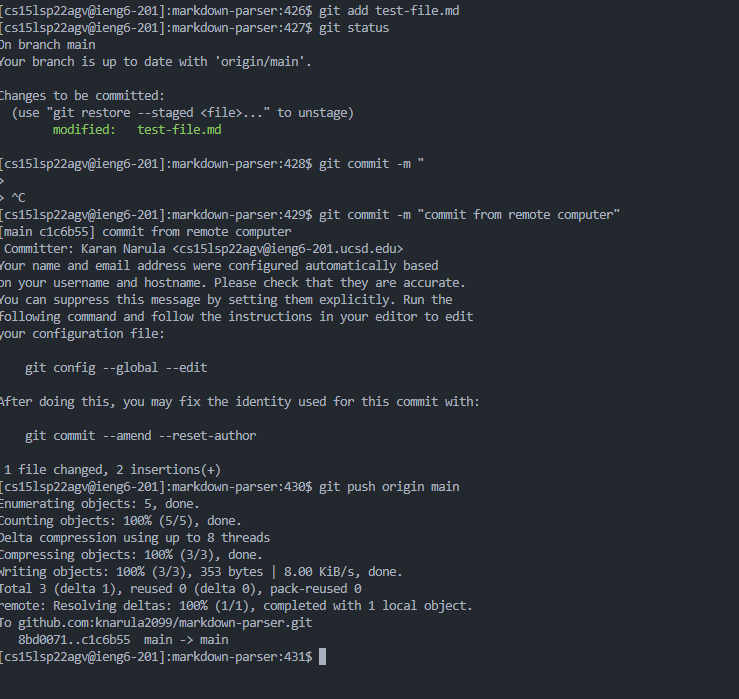 [cs15lsp22agv@ieng6-201]:markdown-parser:426$ git add test-file.md
[cs15lsp22agv@ieng6-201]:markdown-parser:427$ git status
On branch main
Your branch is up to date with 'origin/main'.
Changes to be committed:
  (use "git restore --staged <file>..." to unstage)
        modified:   test-file.md
[cs15lsp22agv@ieng6-201]:markdown-parser:428$ git commit -m "
>
> ^C
[cs15lsp22agv@ieng6-201]:markdown-parser:429$ git commit -m "commit from remote computer"
[main c1c6b55] commit from remote computer
 Committer: Karan Narula <cs15lsp22agv@ieng6-201.ucsd.edu>
Your name and email address were configured automatically based
on your username and hostname. Please check that they are accurate.
You can suppress this message by setting them explicitly. Run the
following command and follow the instructions in your editor to edit
your configuration file:
    git config --global --edit
After doing this, you may fix the identity used for this commit with:
    git commit --amend --reset-author
 1 file changed, 2 insertions(+)
[cs15lsp22agv@ieng6-201]:markdown-parser:430$ git push origin main
Enumerating objects: 5, done.
Counting objects: 100% (5/5), done.
Delta compression using up to 8 threads
Compressing objects: 100% (3/3), done.
Writing objects: 100% (3/3), 353 bytes | 8.00 KiB/s, done.
Total 3 (delta 1), reused 0 (delta 0), pack-reused 0
remote: Resolving deltas: 100% (1/1), completed with 1 local object.
To github.com:knarula2099/markdown-parser.git
   8bd0071..c1c6b55  main -> main
[cs15lsp22agv@ieng6-201]:markdown-parser:431$